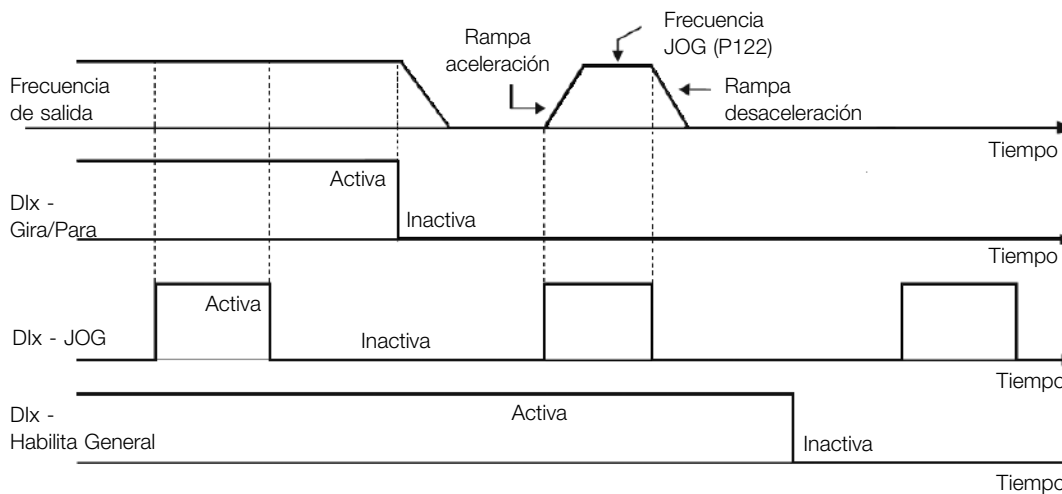 Frecuencia
JOG (P122)
Rampa
aceleración
Frecuencia
de salida
Rampa
desaceleración
Tiempo
Activa
DIx -
Gira/Para
Inactiva
Tiempo
Activa
DIx - JOG
Inactiva
Tiempo
DIx -
Habilita General
Activa
Inactiva
Tiempo